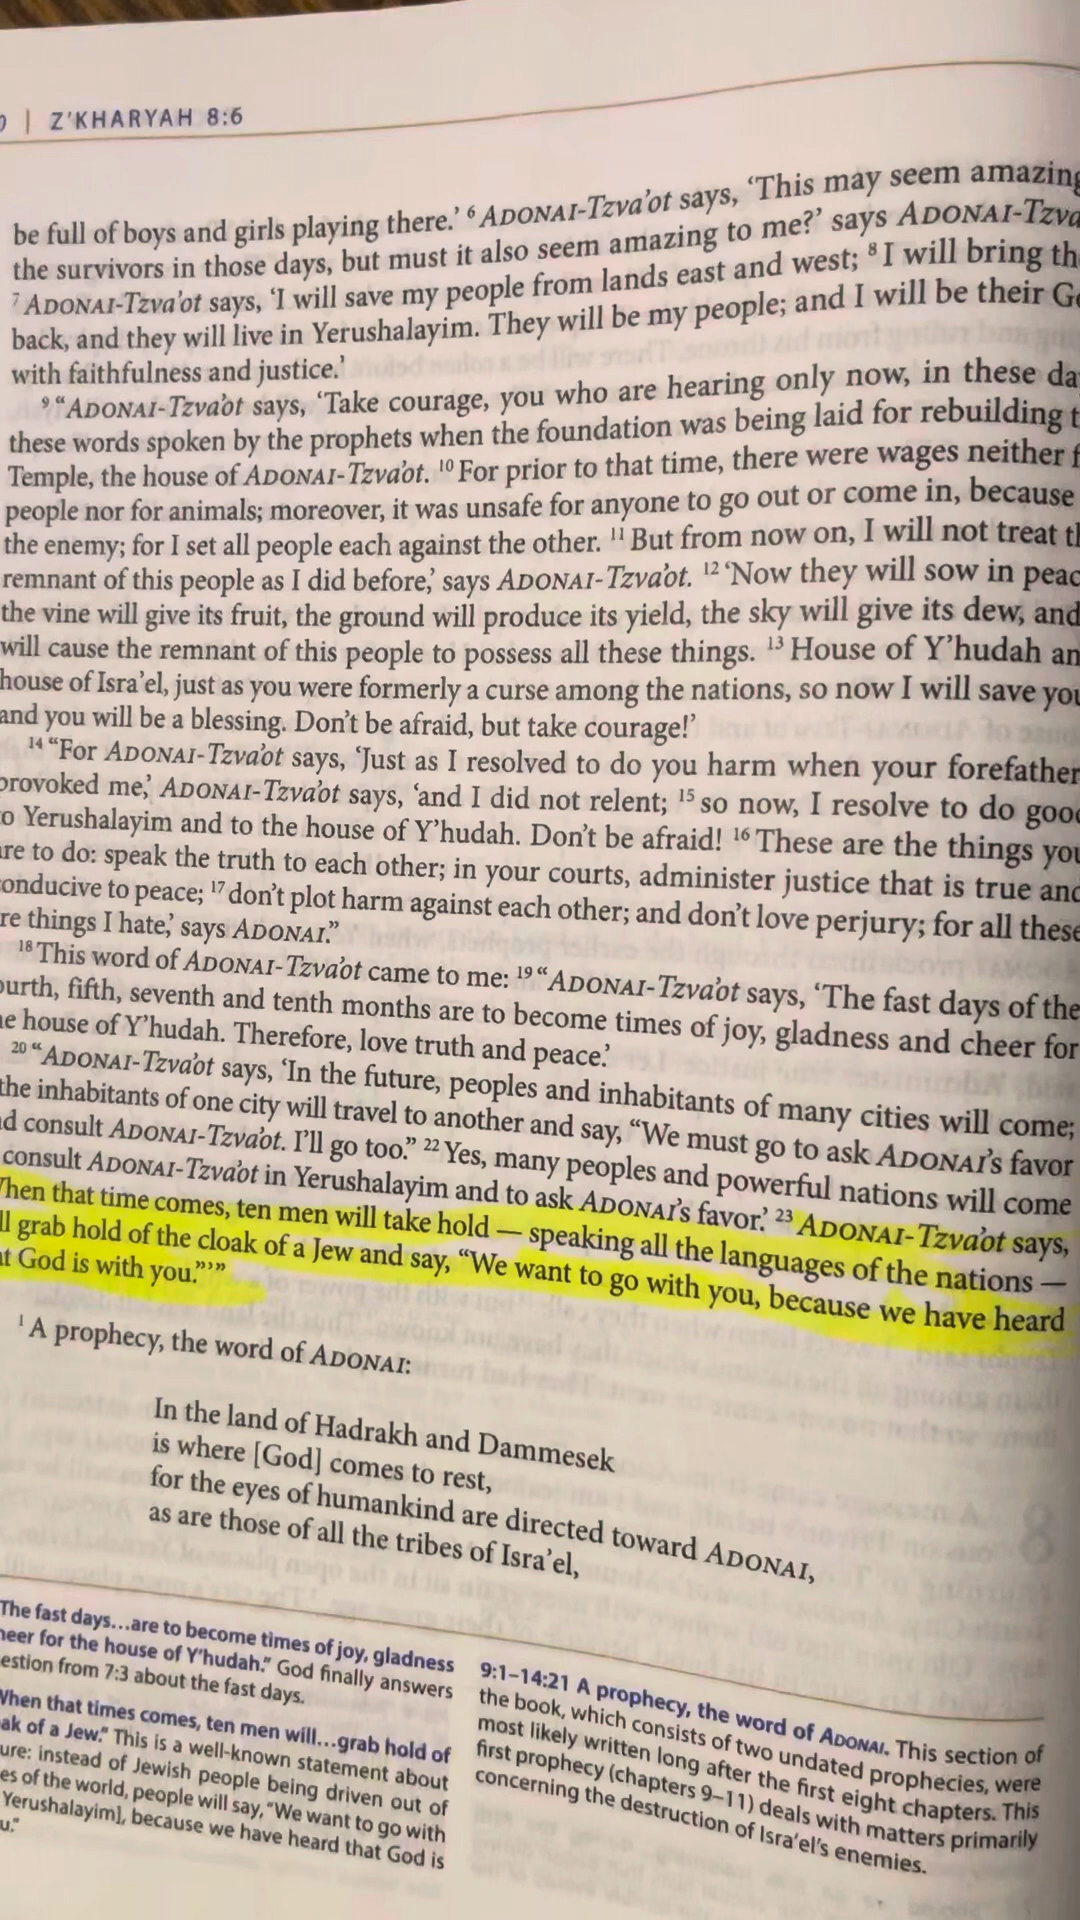 | Z'KHARYAH 8:6
be full of boys and girls playing there.' ⁶ ADONAI-Tzva'ot says, 'This may seem amazing
the survivors in those days, but must it also seem amazing to me?' says ADONAI-Tzva
⁷ ADONAI-Tzva'ot says, 'I will save my people from lands east and west; ⁸ I will bring th
back, and they will live in Yerushalayim. They will be my people; and I will be their G
with faithfulness and justice.'
⁹ "ADONAI-Tzva'ot says, 'Take courage, you who are hearing only now, in these da
these words spoken by the prophets when the foundation was being laid for rebuilding t
Temple, the house of ADONAI-Tzva'ot. ¹⁰ For prior to that time, there were wages neither f
people nor for animals; moreover, it was unsafe for anyone to go out or come in, because
the enemy; for I set all people each against the other. ¹¹ But from now on, I will not treat th
remnant of this people as I did before,' says ADONAI-Tzva'ot. ¹² 'Now they will sow in peac
the vine will give its fruit, the ground will produce its yield, the sky will give its dew, and
will cause the remnant of this people to possess all these things. ¹³ House of Y'hudah an
house of Isra'el, just as you were formerly a curse among the nations, so now I will save you
and you will be a blessing. Don't be afraid, but take courage!'
¹⁴ "For ADONAI-Tzva'ot says, 'Just as I resolved to do you harm when your forefather
provoked me,' ADONAI-Tzva'ot says, 'and I did not relent; ¹⁵ so now, I resolve to do good
o Yerushalayim and to the house of Y'hudah. Don't be afraid! ¹⁶ These are the things you
are to do: speak the truth to each other; in your courts, administer justice that is true and
conducive to peace; ¹⁷ don't plot harm against each other; and don't love perjury; for all these
re things I hate,' says ADONAI."
¹⁸ This word of ADONAI-Tzva'ot came to me: ¹⁹ "ADONAI-Tzva'ot says, 'The fast days of the
ourth, fifth, seventh and tenth months are to become times of joy, gladness and cheer for
e house of Y'hudah. Therefore, love truth and peace.'
²⁰ "ADONAI-Tzva'ot says, 'In the future, peoples and inhabitants of many cities will come;
the inhabitants of one city will travel to another and say, "We must go to ask ADONAI's favor
d consult ADONAI-Tzva'ot. I'll go too." ²² Yes, many peoples and powerful nations will come
consult ADONAI-Tzva'ot in Yerushalayim and to ask ADONAI's favor.' ²³ ADONAI-Tzva'ot says,
When that time comes, ten men will take hold — speaking all the languages of the nations —
ll grab hold of the cloak of a Jew and say, "We want to go with you, because we have heard
t God is with you."'"
¹ A prophecy, the word of ADONAI:
In the land of Hadrakh and Dammesek
is where [God] comes to rest,
for the eyes of humankind are directed toward ADONAI,
as are those of all the tribes of Isra'el,
The fast days...are to become times of joy, gladness
heer for the house of Y'hudah." God finally answers
estion from 7:3 about the fast days.
When that times comes, ten men will...grab hold of
ak of a Jew." This is a well-known statement about
ure: instead of Jewish people being driven out of
es of the world, people will say, "We want to go with
Yerushalayim], because we have heard that God is
u."
9:1–14:21 A prophecy, the word of ADONAI. This section of
the book, which consists of two undated prophecies, were
most likely written long after the first eight chapters. This
first prophecy (chapters 9–11) deals with matters primarily
concerning the destruction of Isra'el's enemies.